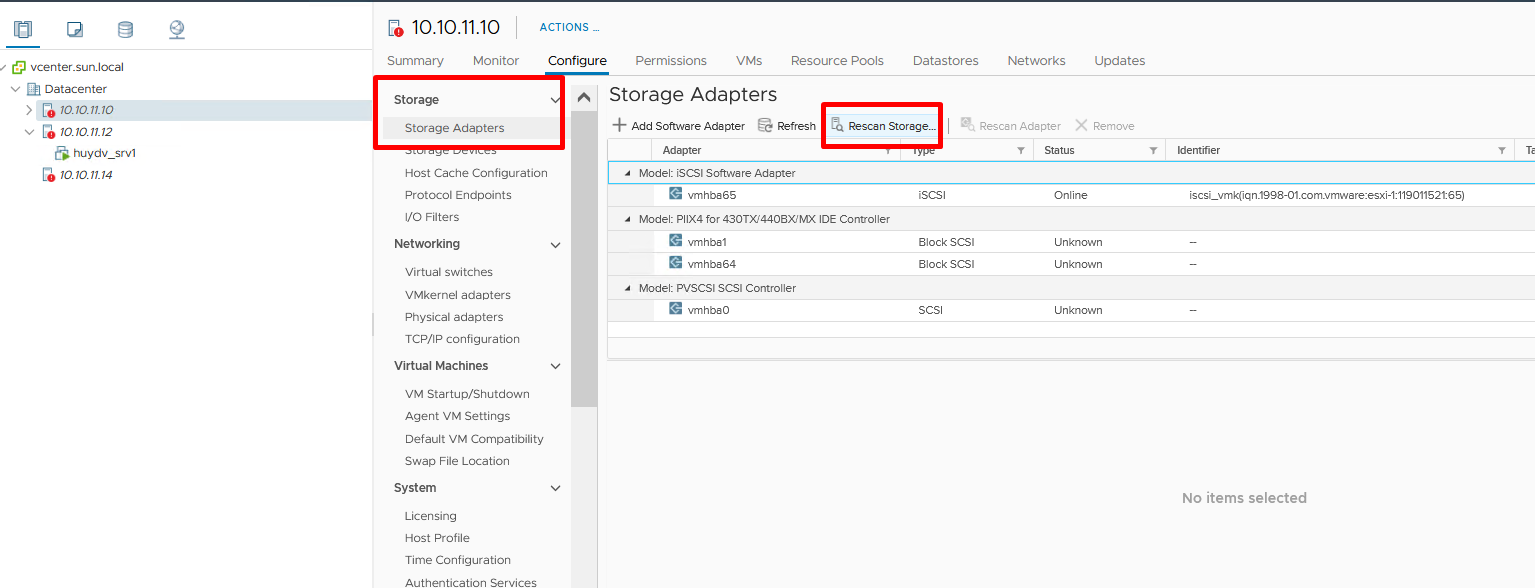 vcenter.sun.local
Datacenter
10.10.11.10
10.10.11.12
huydv_srv1
10.10.11.14
10.10.11.10 ACTIONS ...
Summary Monitor Configure Permissions VMs Resource Pools Datastores Networks Updates
Storage
Storage Adapters
Storage Devices
Host Cache Configuration
Protocol Endpoints
I/O Filters
Networking
Virtual switches
VMkernel adapters
Physical adapters
TCP/IP configuration
Virtual Machines
VM Startup/Shutdown
Agent VM Settings
Default VM Compatibility
Swap File Location
System
Licensing
Host Profile
Time Configuration
Authentication Services
Storage Adapters
Add Software Adapter Refresh Rescan Storage... Rescan Adapter Remove
Adapter Type Status Identifier
Model: iSCSI Software Adapter
vmhba65 iSCSI Online iscsi_vmk(iqn.1998-01.com.vmware:esxi-1:119011521:65)
Model: PIIX4 for 430TX/440BX/MX IDE Controller
vmhba1 Block SCSI Unknown --
vmhba64 Block SCSI Unknown --
Model: PVSCSI SCSI Controller
vmhba0 SCSI Unknown --
No items selected